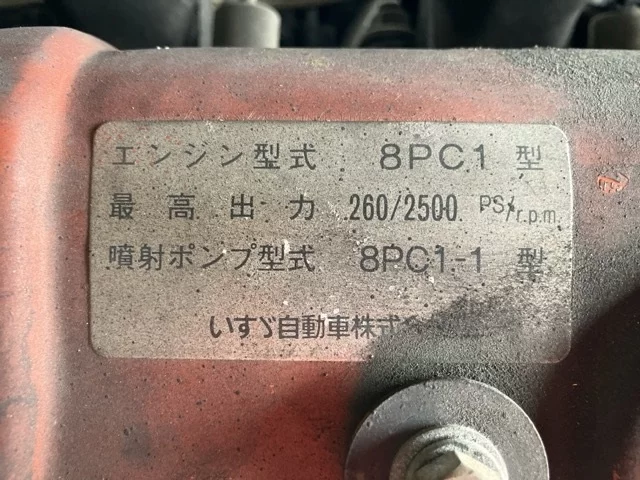 エンジン型式 8PC1 型
最高出力 260/2500 PS/r.p.m.
噴射ポンプ型式 8PC1-1 型
いすゞ自動車株式